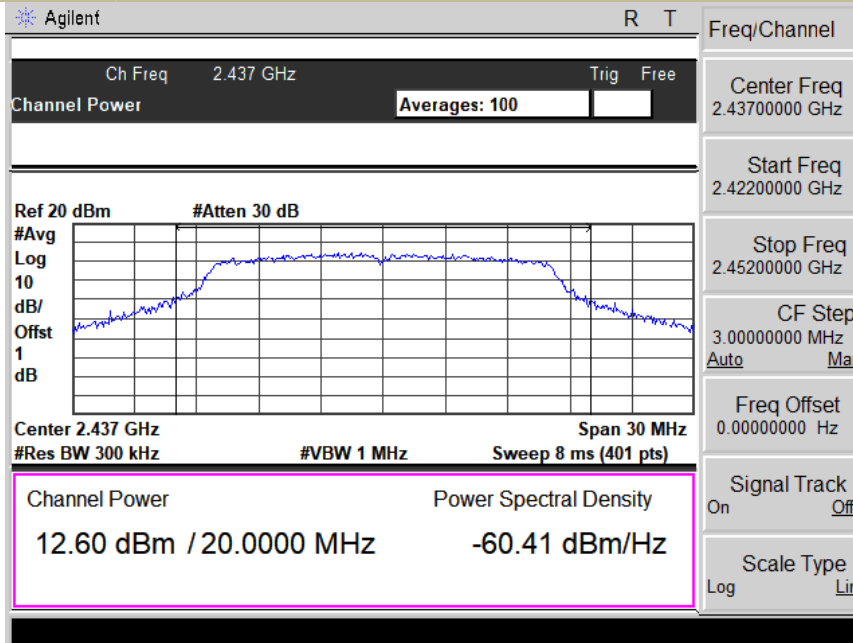 Agilent R T
Ch Freq 2.437 GHz Trig Free
Channel Power Averages: 100
Ref 20 dBm #Atten 30 dB
#Avg
Log
10
dB/
Offst
1
dB
Center 2.437 GHz Span 30 MHz
#Res BW 300 kHz #VBW 1 MHz Sweep 8 ms (401 pts)
Channel Power Power Spectral Density
12.60 dBm / 20.0000 MHz -60.41 dBm/Hz
Freq/Channel
Center Freq
2.43700000 GHz
Start Freq
2.42200000 GHz
Stop Freq
2.45200000 GHz
CF Step
3.00000000 MHz
Auto Ma
Freq Offset
0.00000000 Hz
Signal Track
On Off
Scale Type
Log Lin